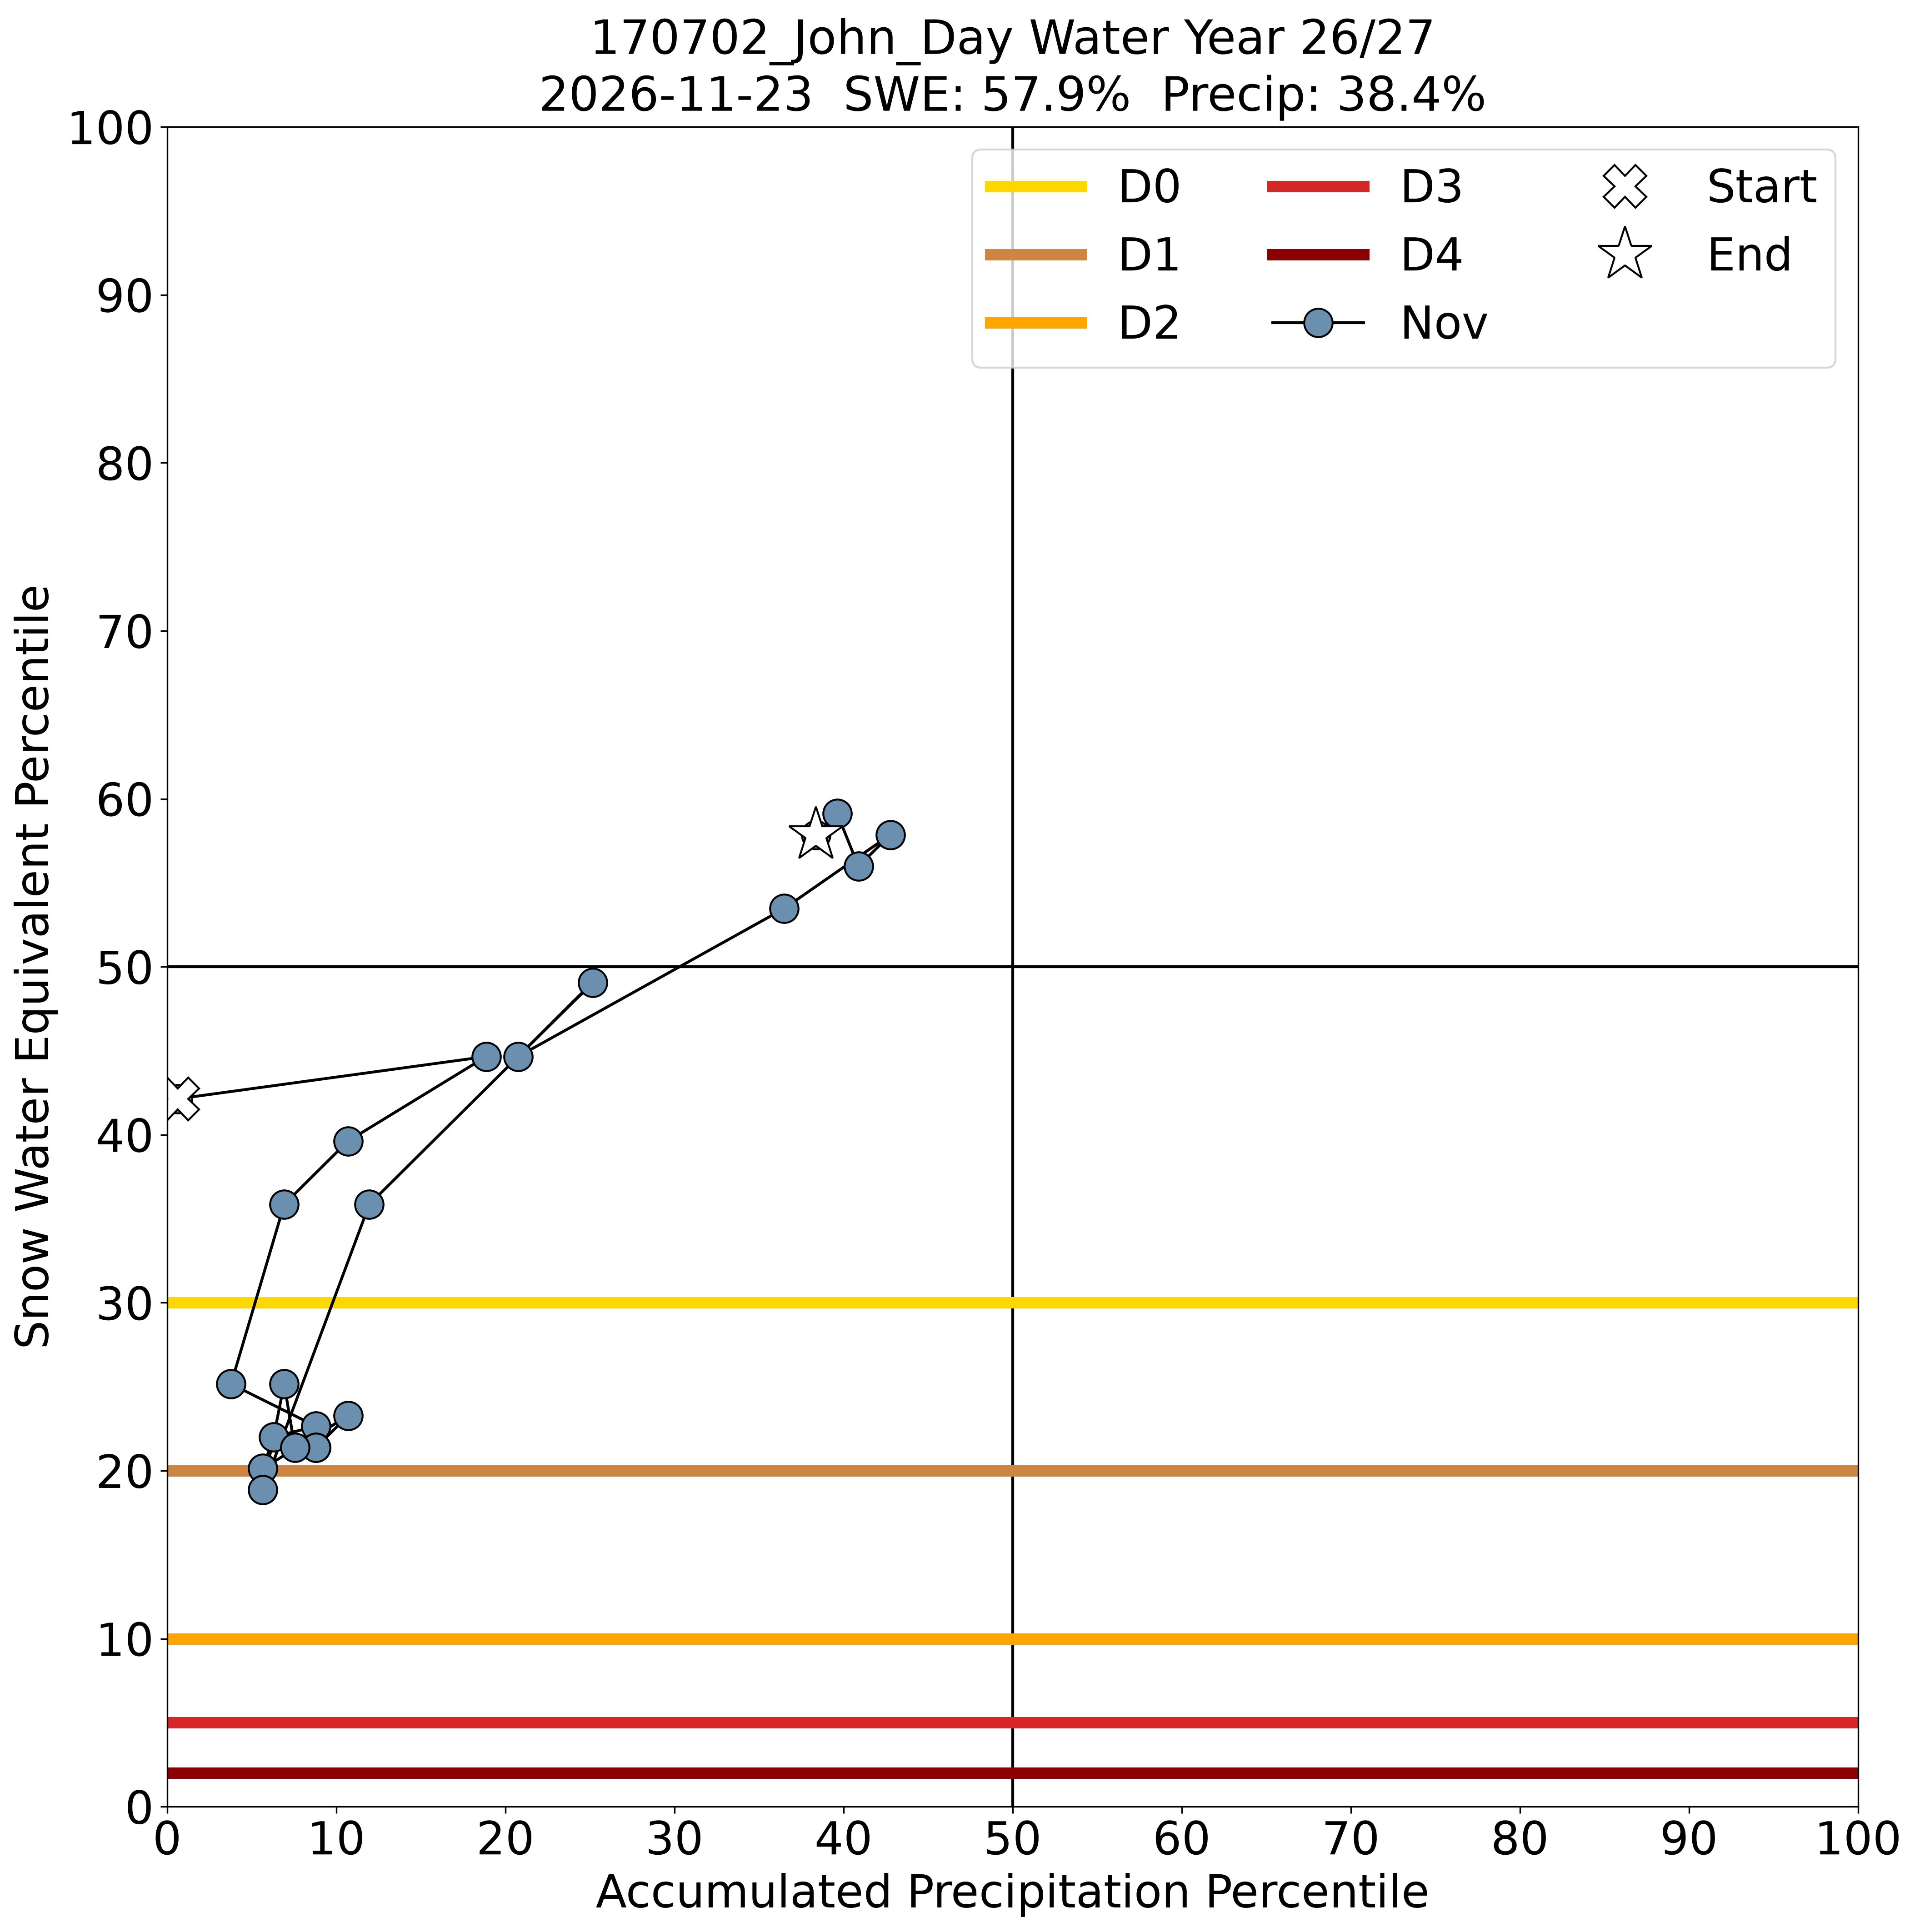 170702_John_Day Water Year 26/27
2026-11-23  SWE: 57.9%  Precip: 38.4%
100
90
80
70
60
50
40
30
20
10
0
Snow Water Equivalent Percentile
D0
D1
D2
D3
D4
Nov
Start
End
0 10 20 30 40 50 60 70 80 90 100
Accumulated Precipitation Percentile